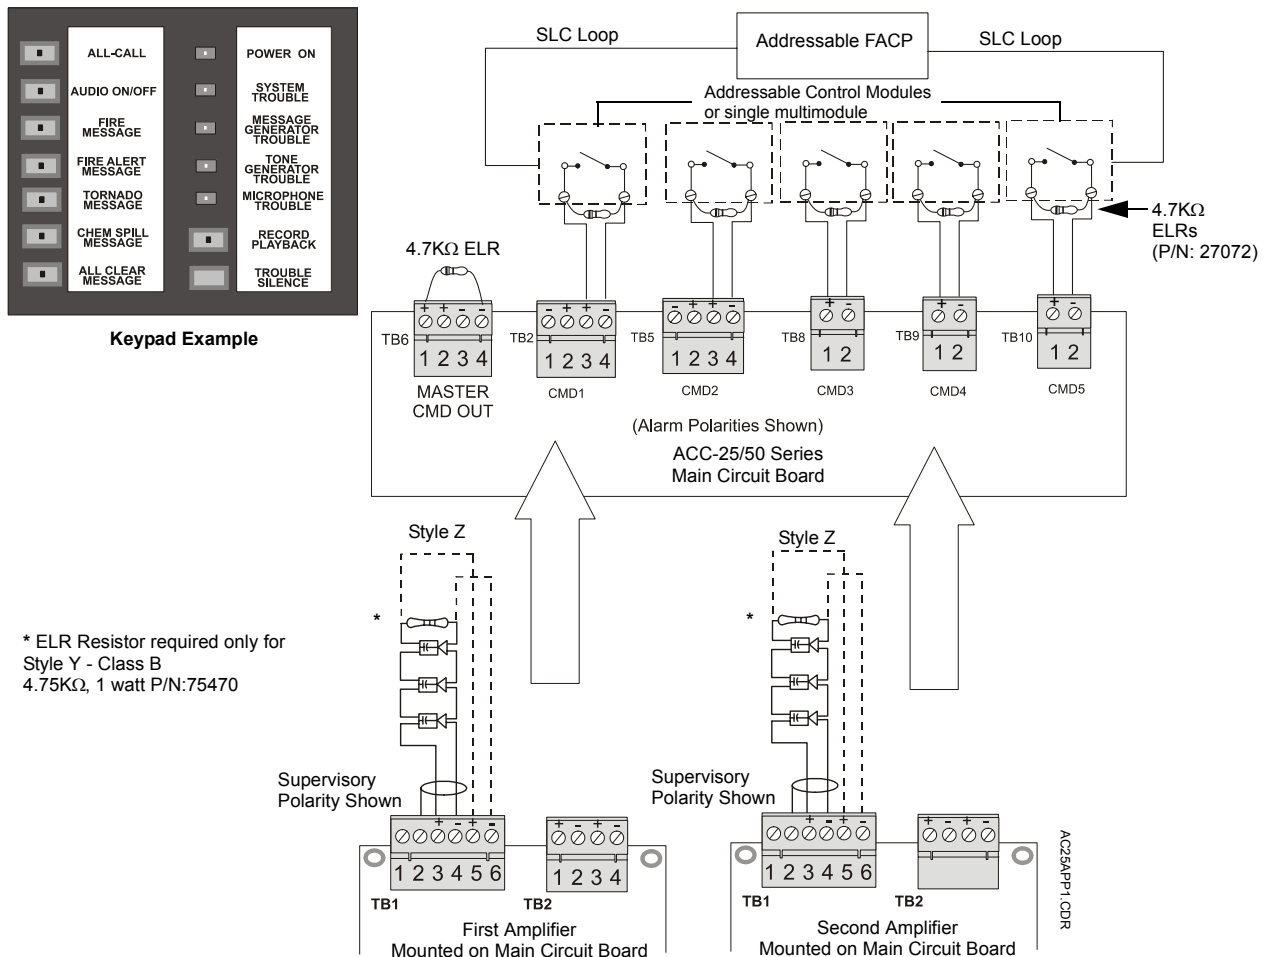 ALL-CALL
AUDIO ON/OFF
FIRE
MESSAGE
FIRE ALERT
MESSAGE
TORNADO
MESSAGE
CHEM SPILL
MESSAGE
ALL CLEAR
MESSAGE
POWER ON
SYSTEM
TROUBLE
MESSAGE
GENERATOR
TROUBLE
TONE
GENERATOR
TROUBLE
MICROPHONE
TROUBLE
RECORD
PLAYBACK
TROUBLE
SILENCE
Keypad Example
SLC Loop
Addressable FACP
SLC Loop
Addressable Control Modules
or single multimodule
4.7KΩ
ELRs
(P/N: 27072)
4.7KΩ ELR
+ + - -
TB6
1 2 3 4
MASTER
CMD OUT
- + + -
TB2
1 2 3 4
CMD1
- - + +
TB5
1 2 3 4
CMD2
+ -
TB8
1 2
CMD3
+ -
TB9
1 2
CMD4
+ -
TB10
1 2
CMD5
(Alarm Polarities Shown)
ACC-25/50 Series
Main Circuit Board
Style Z
*
* ELR Resistor required only for
Style Y - Class B
4.75KΩ, 1 watt P/N:75470
Supervisory
Polarity Shown
+ - + -
1 2 3 4 5 6
TB1
+ - + -
1 2 3 4
TB2
First Amplifier
Mounted on Main Circuit Board
Style Z
*
Supervisory
Polarity Shown
+ - + -
1 2 3 4 5 6
TB1
+ - + -
TB2
Second Amplifier
Mounted on Main Circuit Board
AC25APP1.CDR